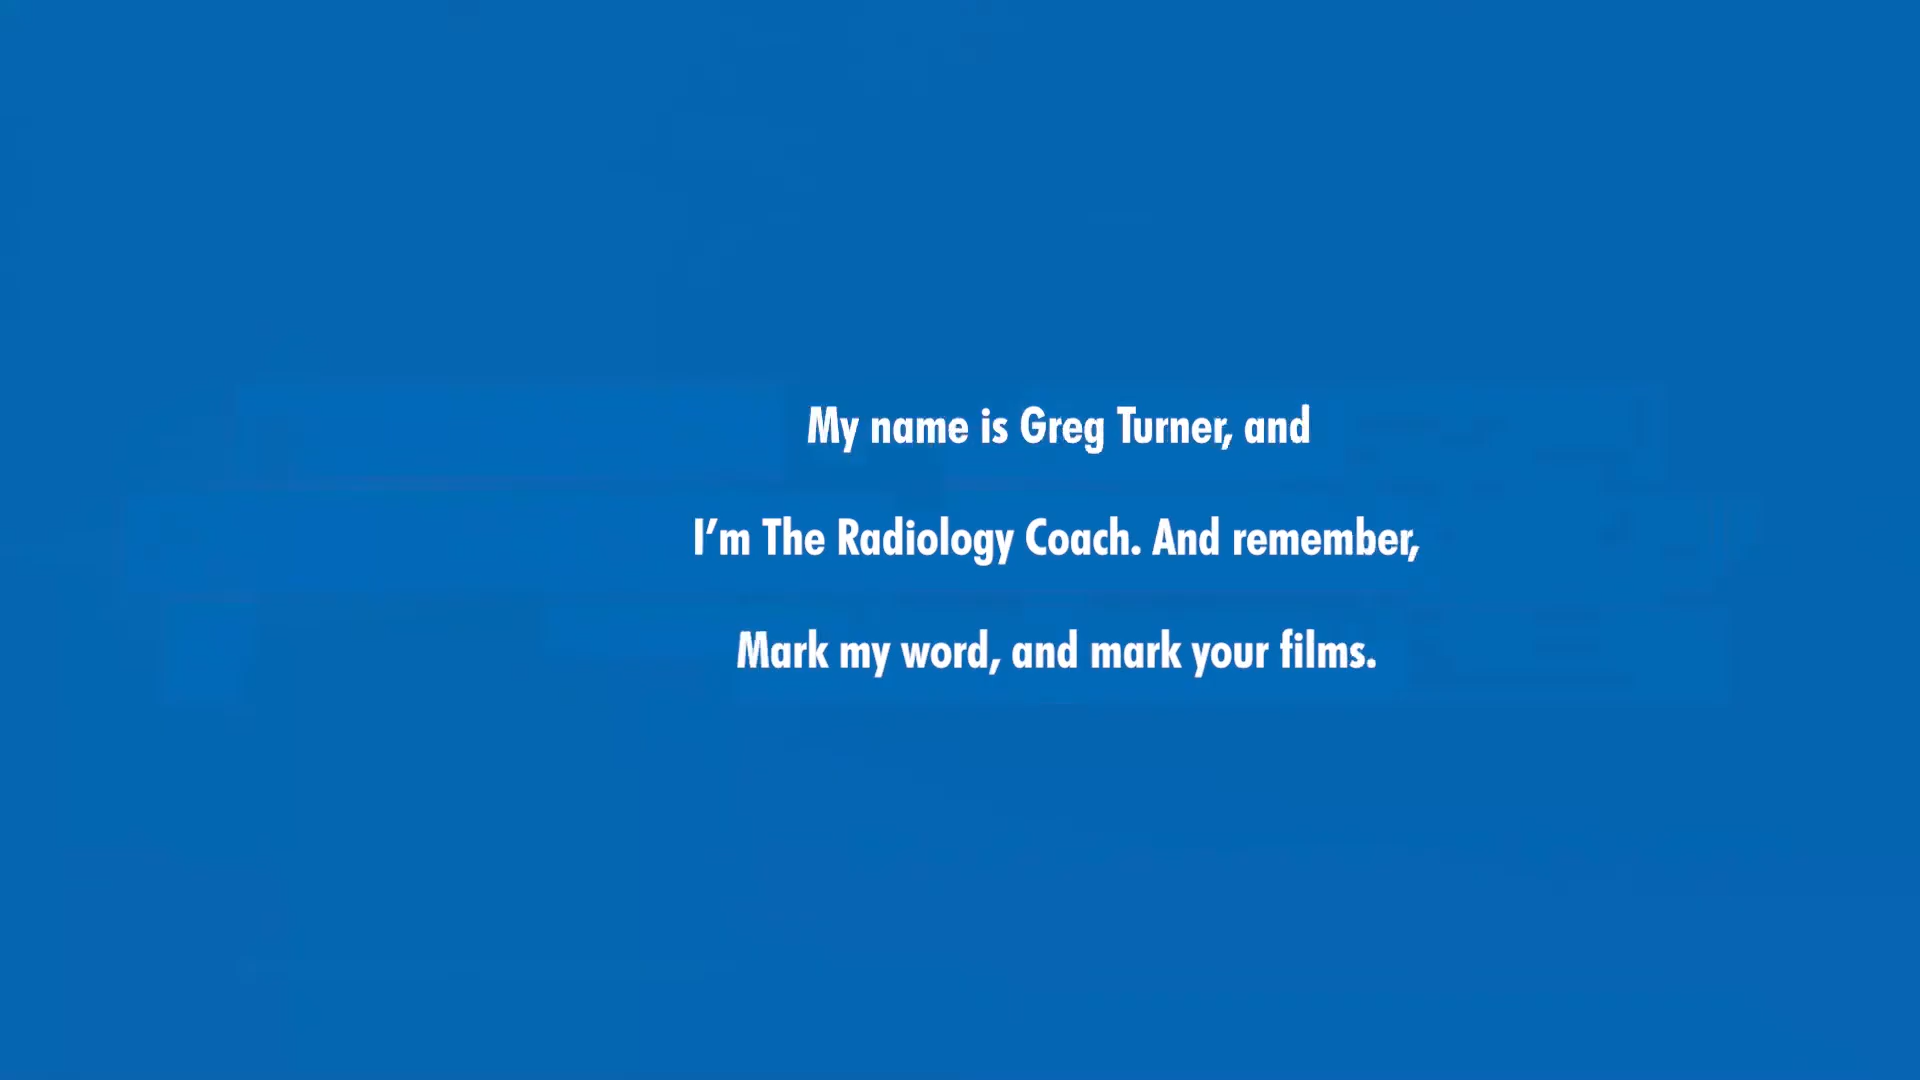 My name is Greg Turner, and
I’m The Radiology Coach. And remember,
Mark my word, and mark your films.